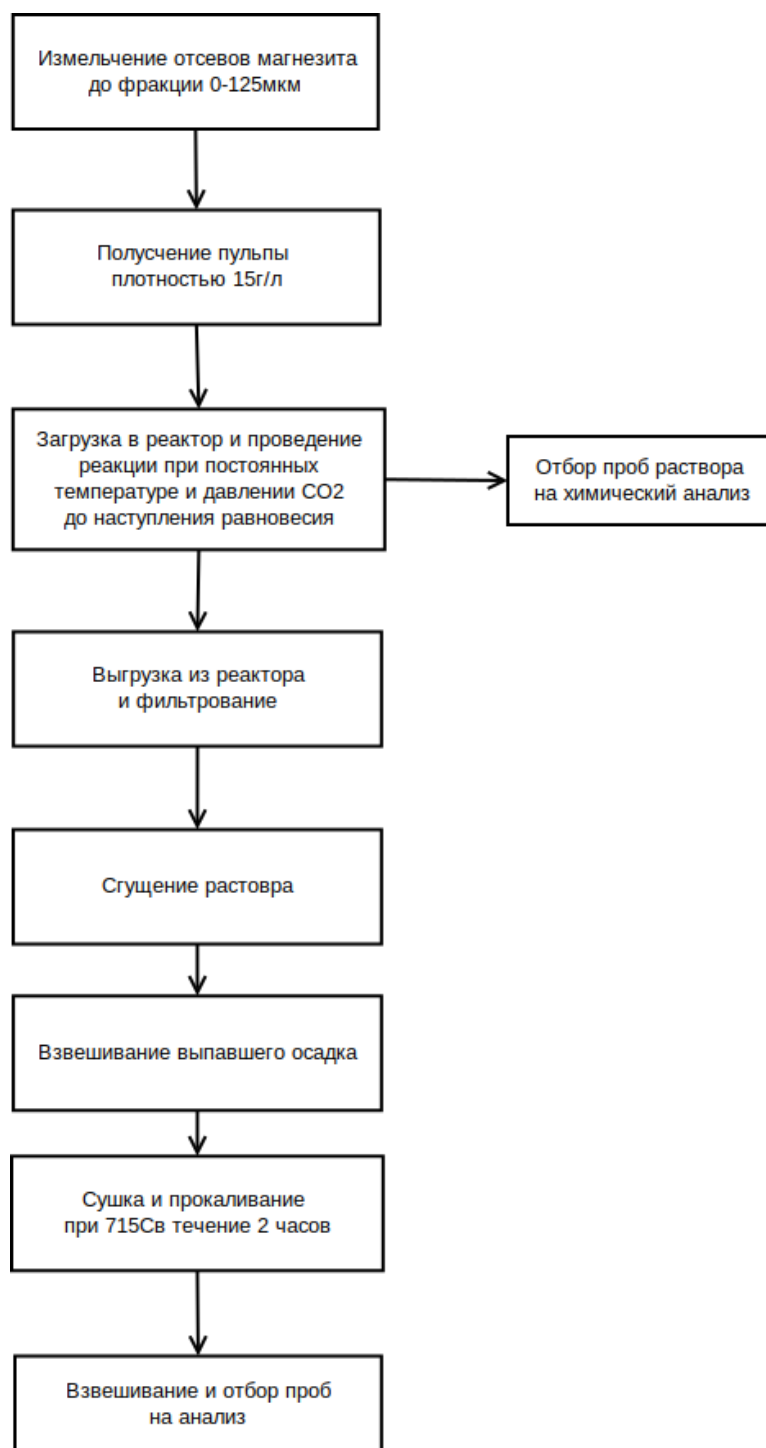 Измельчение отсевов магнезита
до фракции 0-125мкм
Полусчение пульпы
плотностью 15г/л
Загрузка в реактор и проведение
реакции при постоянных
температуре и давлении СО2
до наступления равновесия
Отбор проб раствора
на химический анализ
Выгрузка из реактора
и фильтрование
Сгущение растовра
Взвешивание выпавшего осадка
Сушка и прокаливание
при 715Св течение 2 часов
Взвешивание и отбор проб
на анализ